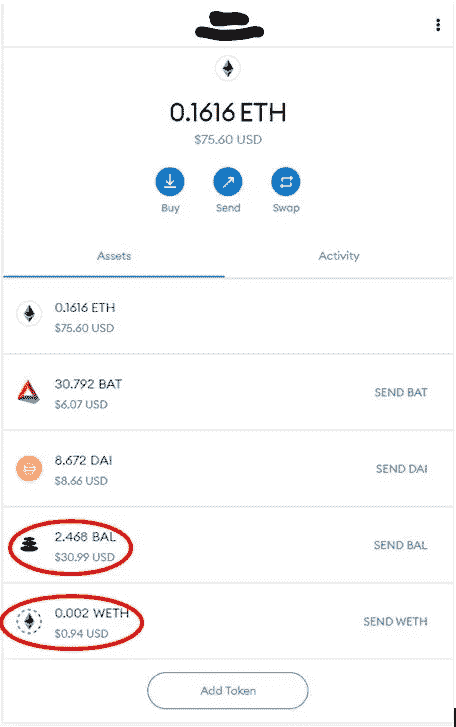 0.1616 ETH
$75.60 USD
Buy Send Swap
Assets Activity
0.1616 ETH
$75.60 USD
30.792 BAT
$6.07 USD
SEND BAT
8.672 DAI
$8.66 USD
SEND DAI
2.468 BAL
$30.99 USD
SEND BAL
0.002 WETH
$0.94 USD
SEND WETH
Add Token